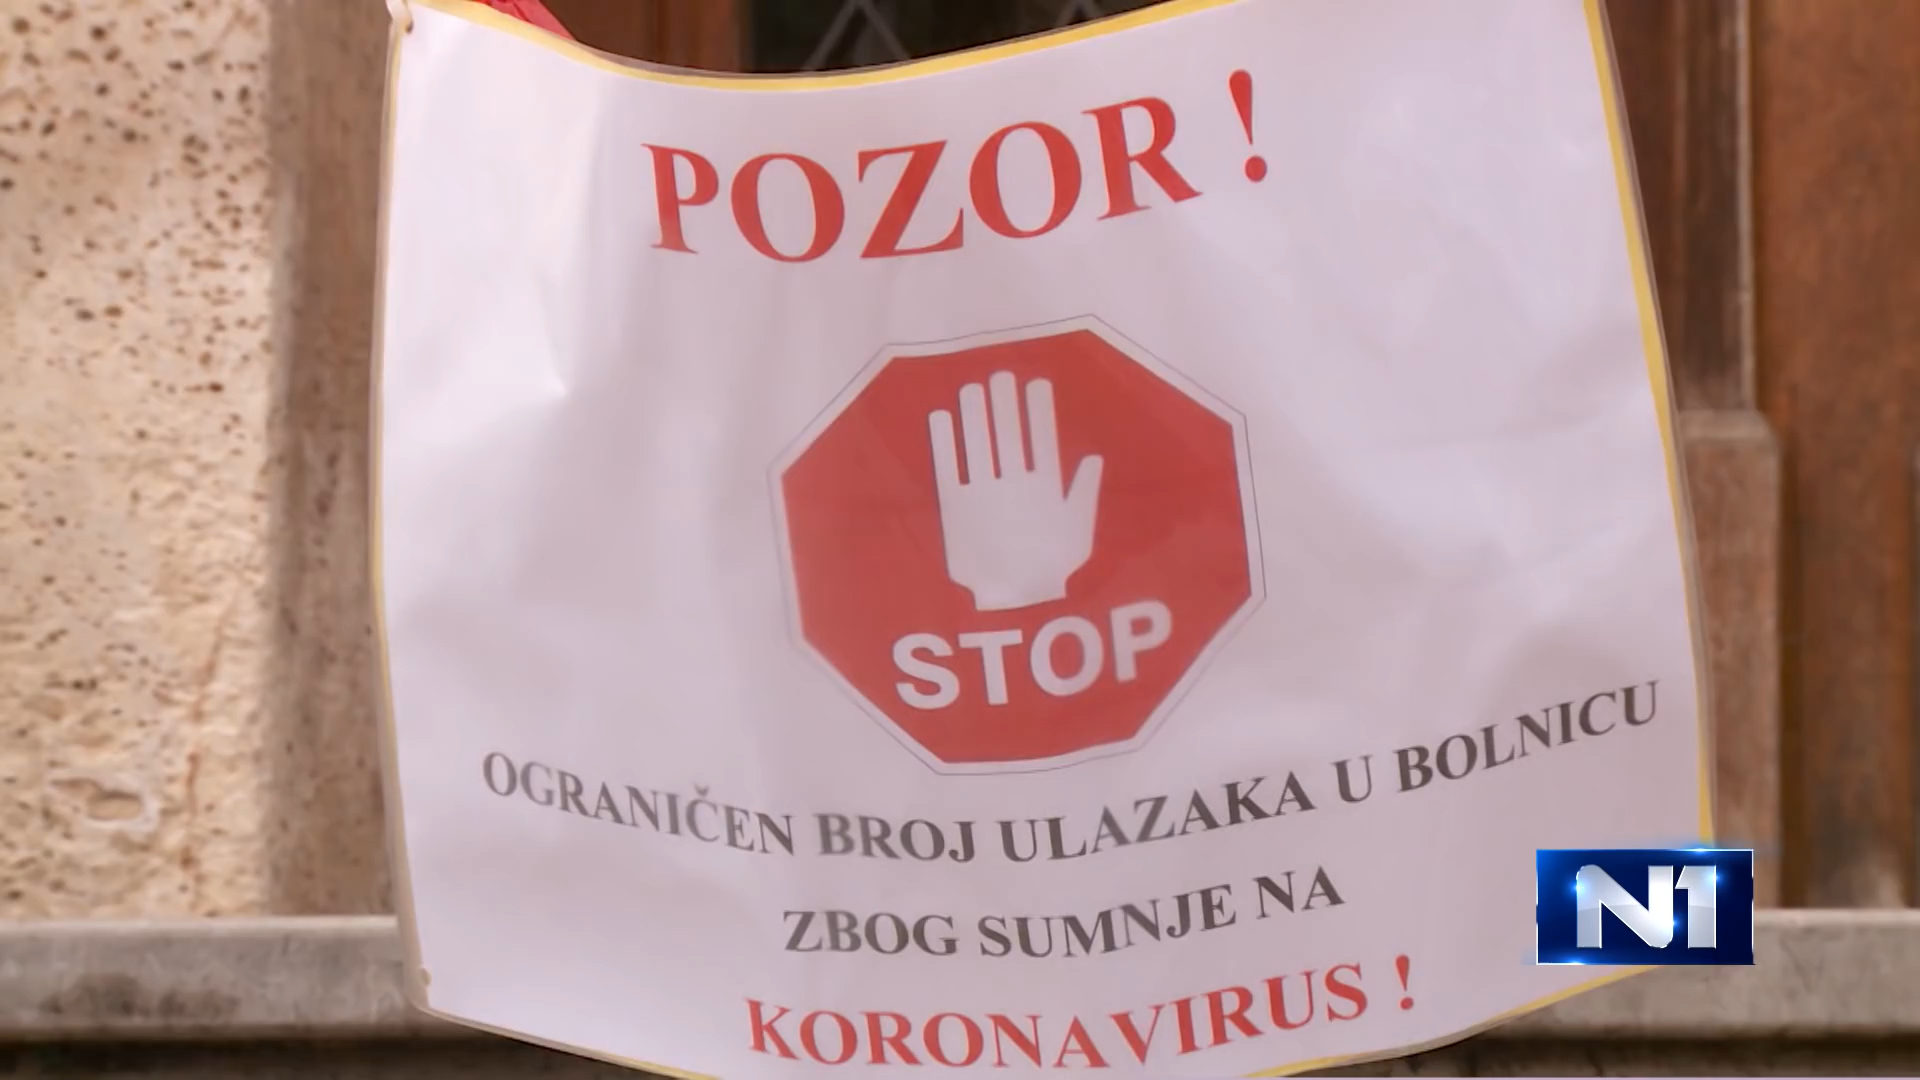 POZOR !
STOP
OGRANIČEN BROJ ULAZAKA U BOLNICU
ZBOG SUMNJE NA
KORONAVIRUS !
N1